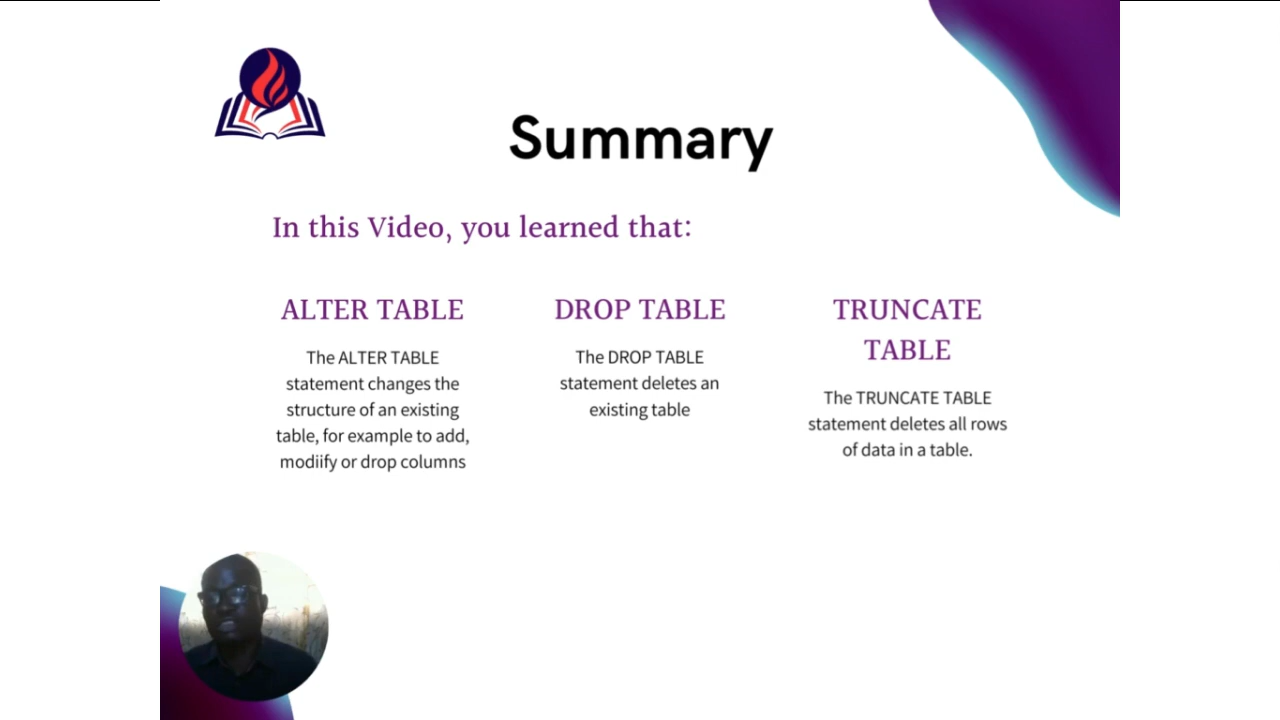 Summary
In this Video, you learned that:
ALTER TABLE
The ALTER TABLE
statement changes the
structure of an existing
table, for example to add,
modiify or drop columns
DROP TABLE
The DROP TABLE
statement deletes an
existing table
TRUNCATE
TABLE
The TRUNCATE TABLE
statement deletes all rows
of data in a table.